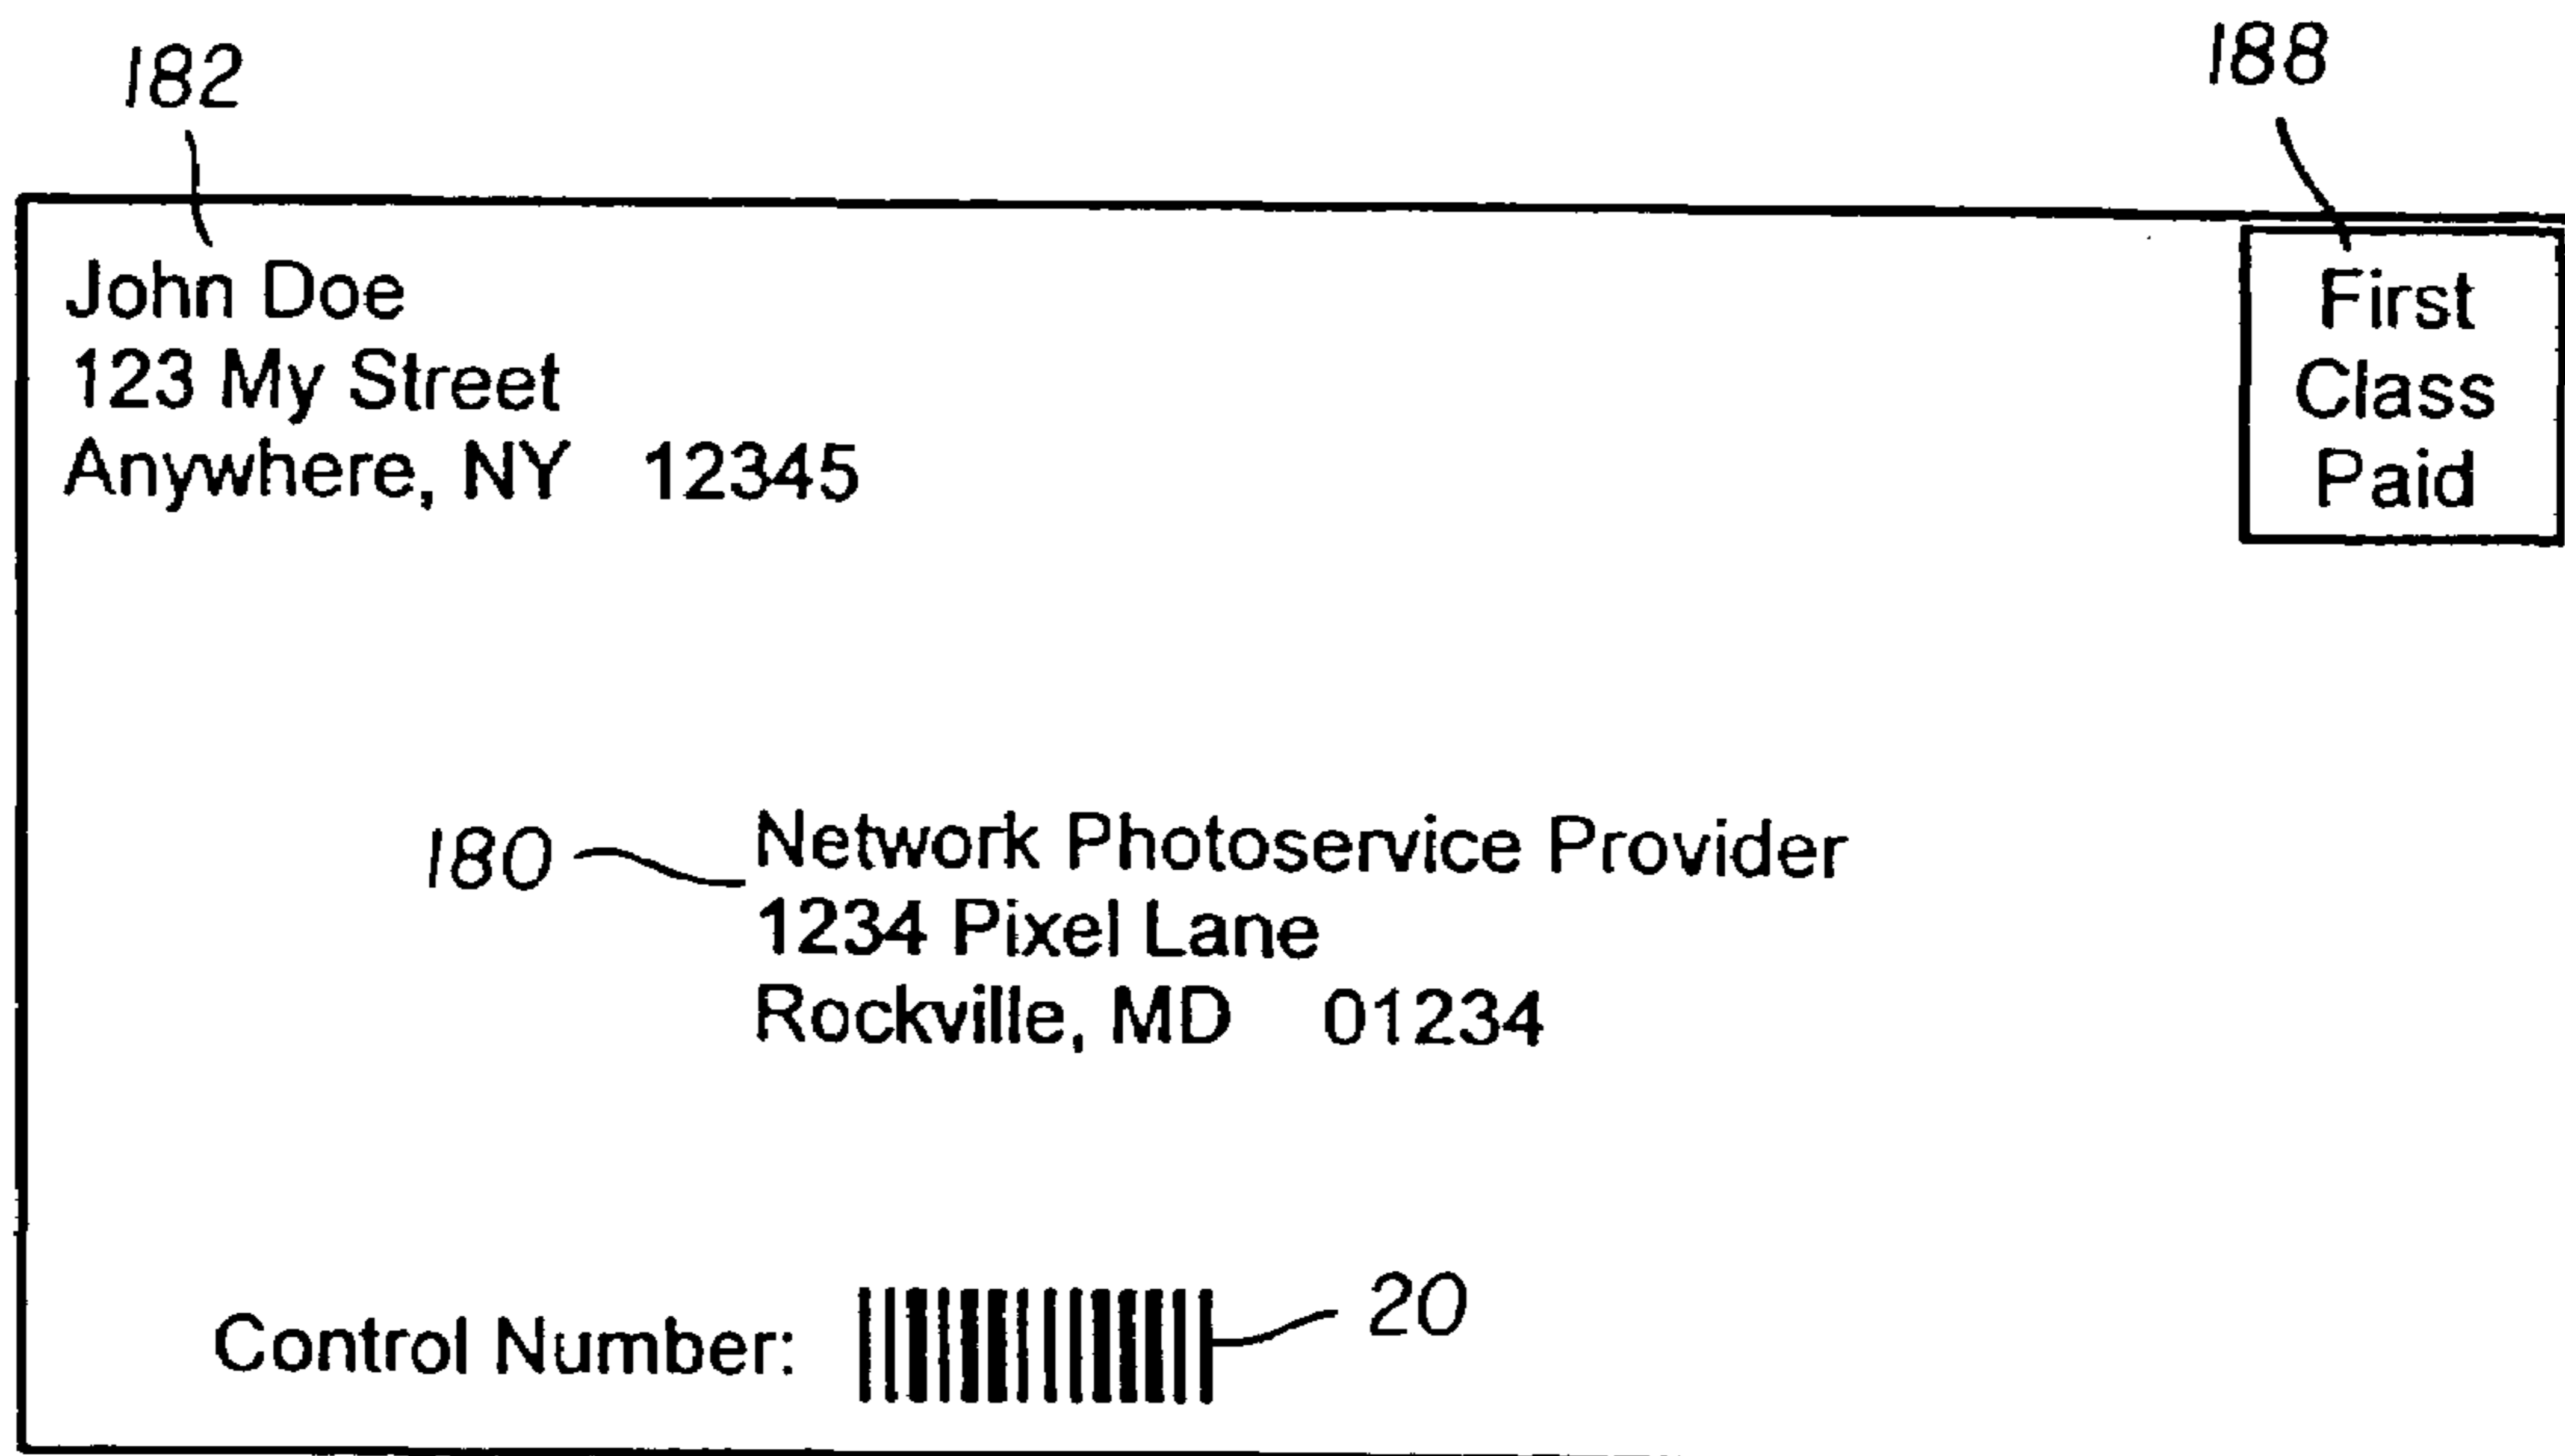 182
188
John Doe
123 My Street
Anywhere, NY 12345
First
Class
Paid
180
Network Photoservice Provider
1234 Pixel Lane
Rockville, MD 01234
Control Number:
20